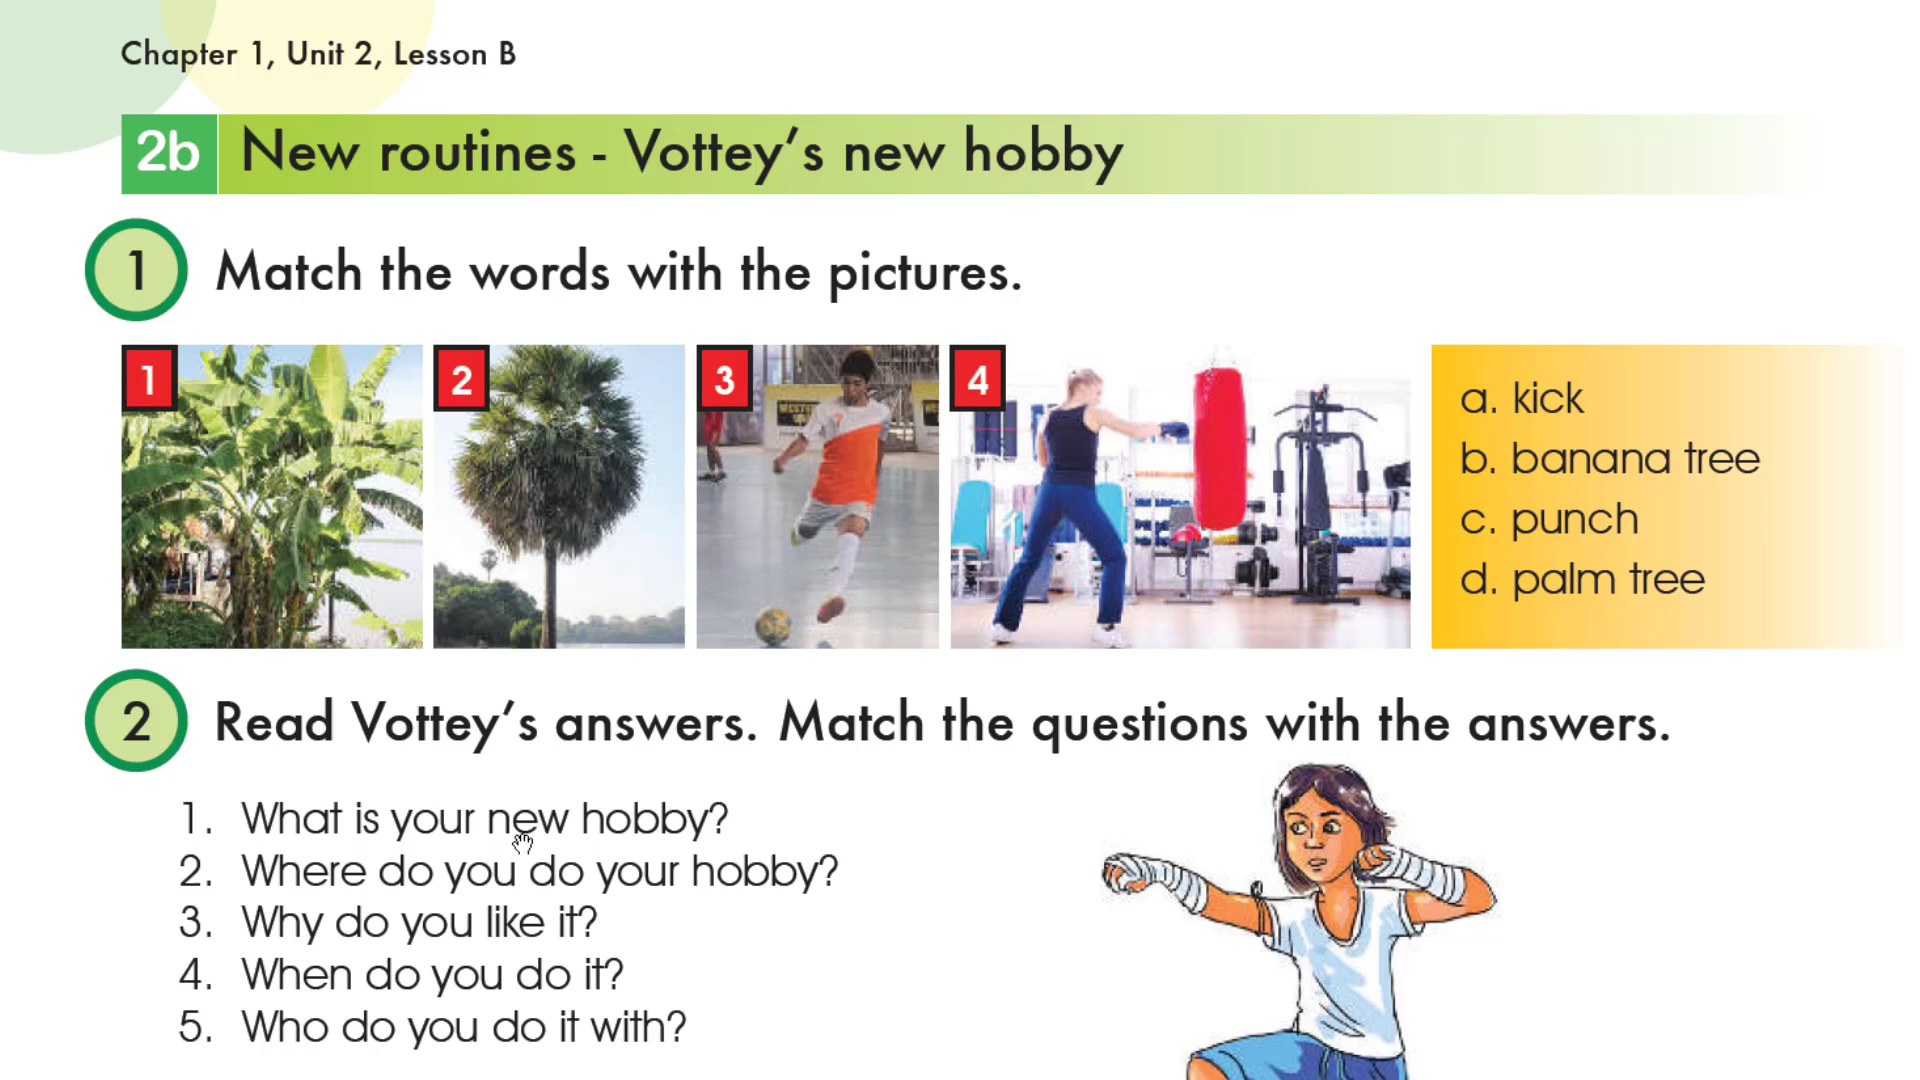 Chapter 1, Unit 2, Lesson B
2b New routines - Vottey's new hobby
1 Match the words with the pictures.
1 2 3 4
a. kick
b. banana tree
c. punch
d. palm tree
2 Read Vottey's answers. Match the questions with the answers.
1. What is your new hobby?
2. Where do you do your hobby?
3. Why do you like it?
4. When do you do it?
5. Who do you do it with?